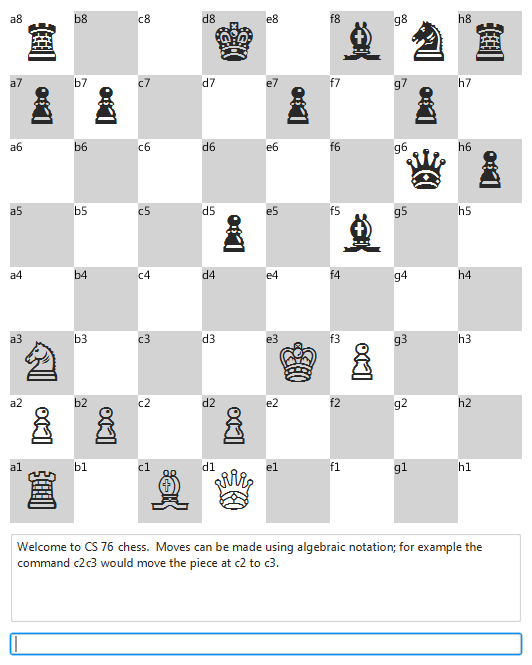 a8 b8 c8 d8 e8 f8 g8 h8
a7 b7 c7 d7 e7 f7 g7 h7
a6 b6 c6 d6 e6 f6 g6 h6
a5 b5 c5 d5 e5 f5 g5 h5
a4 b4 c4 d4 e4 f4 g4 h4
a3 b3 c3 d3 e3 f3 g3 h3
a2 b2 c2 d2 e2 f2 g2 h2
a1 b1 c1 d1 e1 f1 g1 h1
Welcome to CS 76 chess.  Moves can be made using algebraic notation; for example the
command c2c3 would move the piece at c2 to c3.